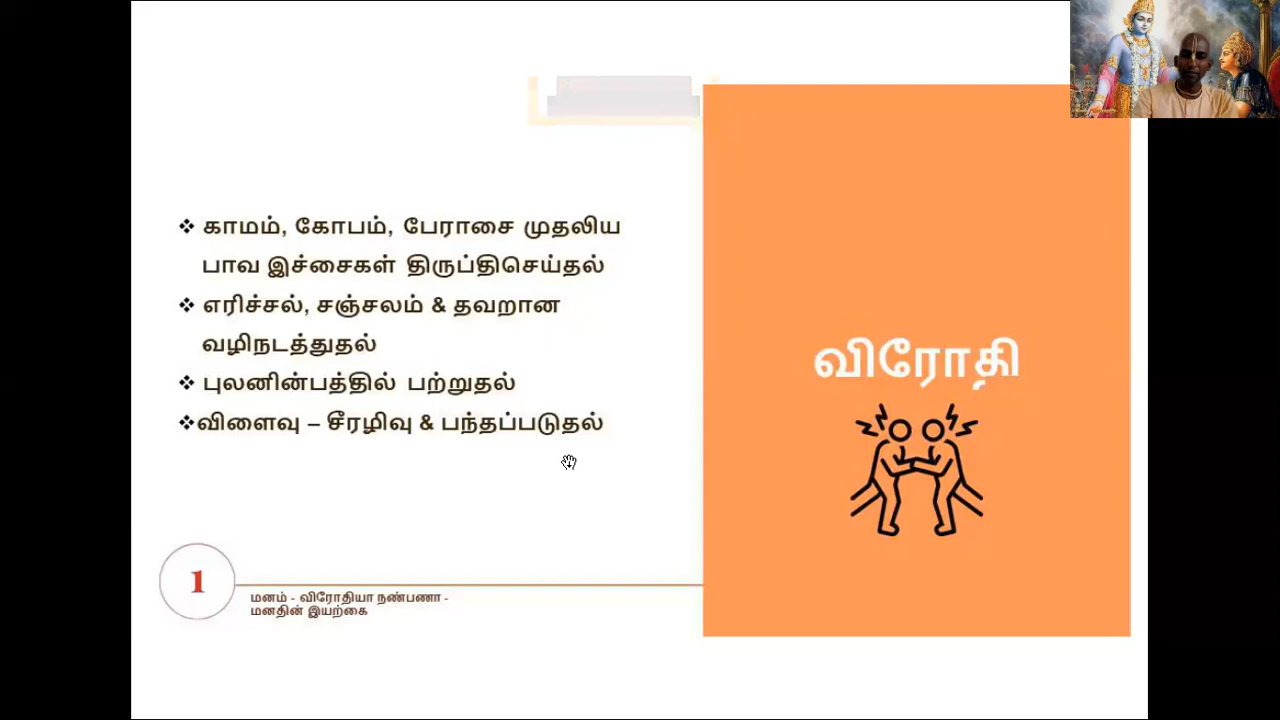 ❖ காமம், கோபம், பேராசை முதலிய
பாவ இச்சைகள் திருப்திசெய்தல்
❖ எரிச்சல், சஞ்சலம் & தவறான
வழிநடத்துதல்
❖ புலனின்பத்தில் பற்றுதல்
❖விளைவு – சீரழிவு & பந்தப்படுதல்
விரோதி
1
மனம் - விரோதியா நண்பணா -
மனதின் இயற்கை